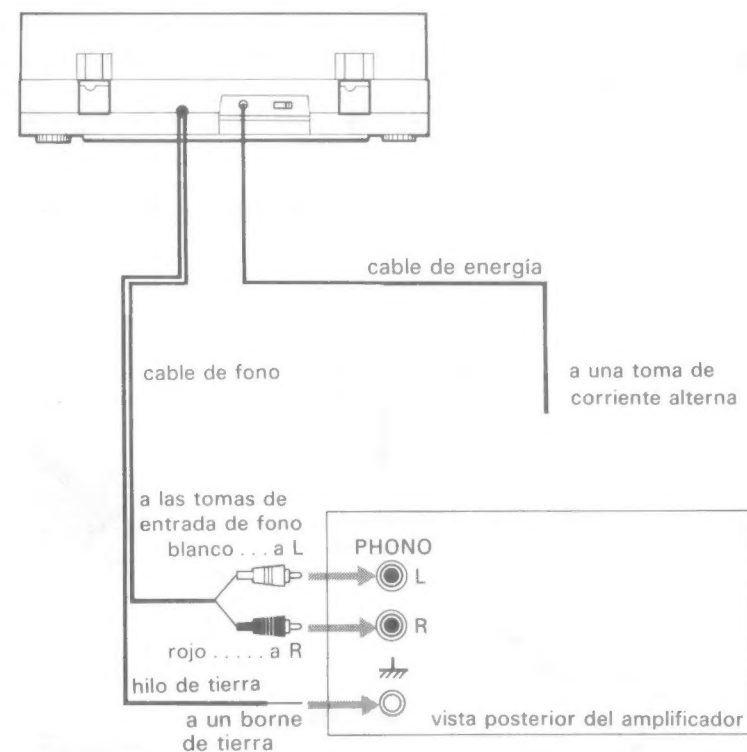 cable de energía
cable de fono
a una toma de
corriente alterna
a las tomas de
entrada de fono
blanco . . . a L
PHONO
L
R
rojo . . . . . a R
hilo de tierra
a un borne
de tierra
vista posterior del amplificador